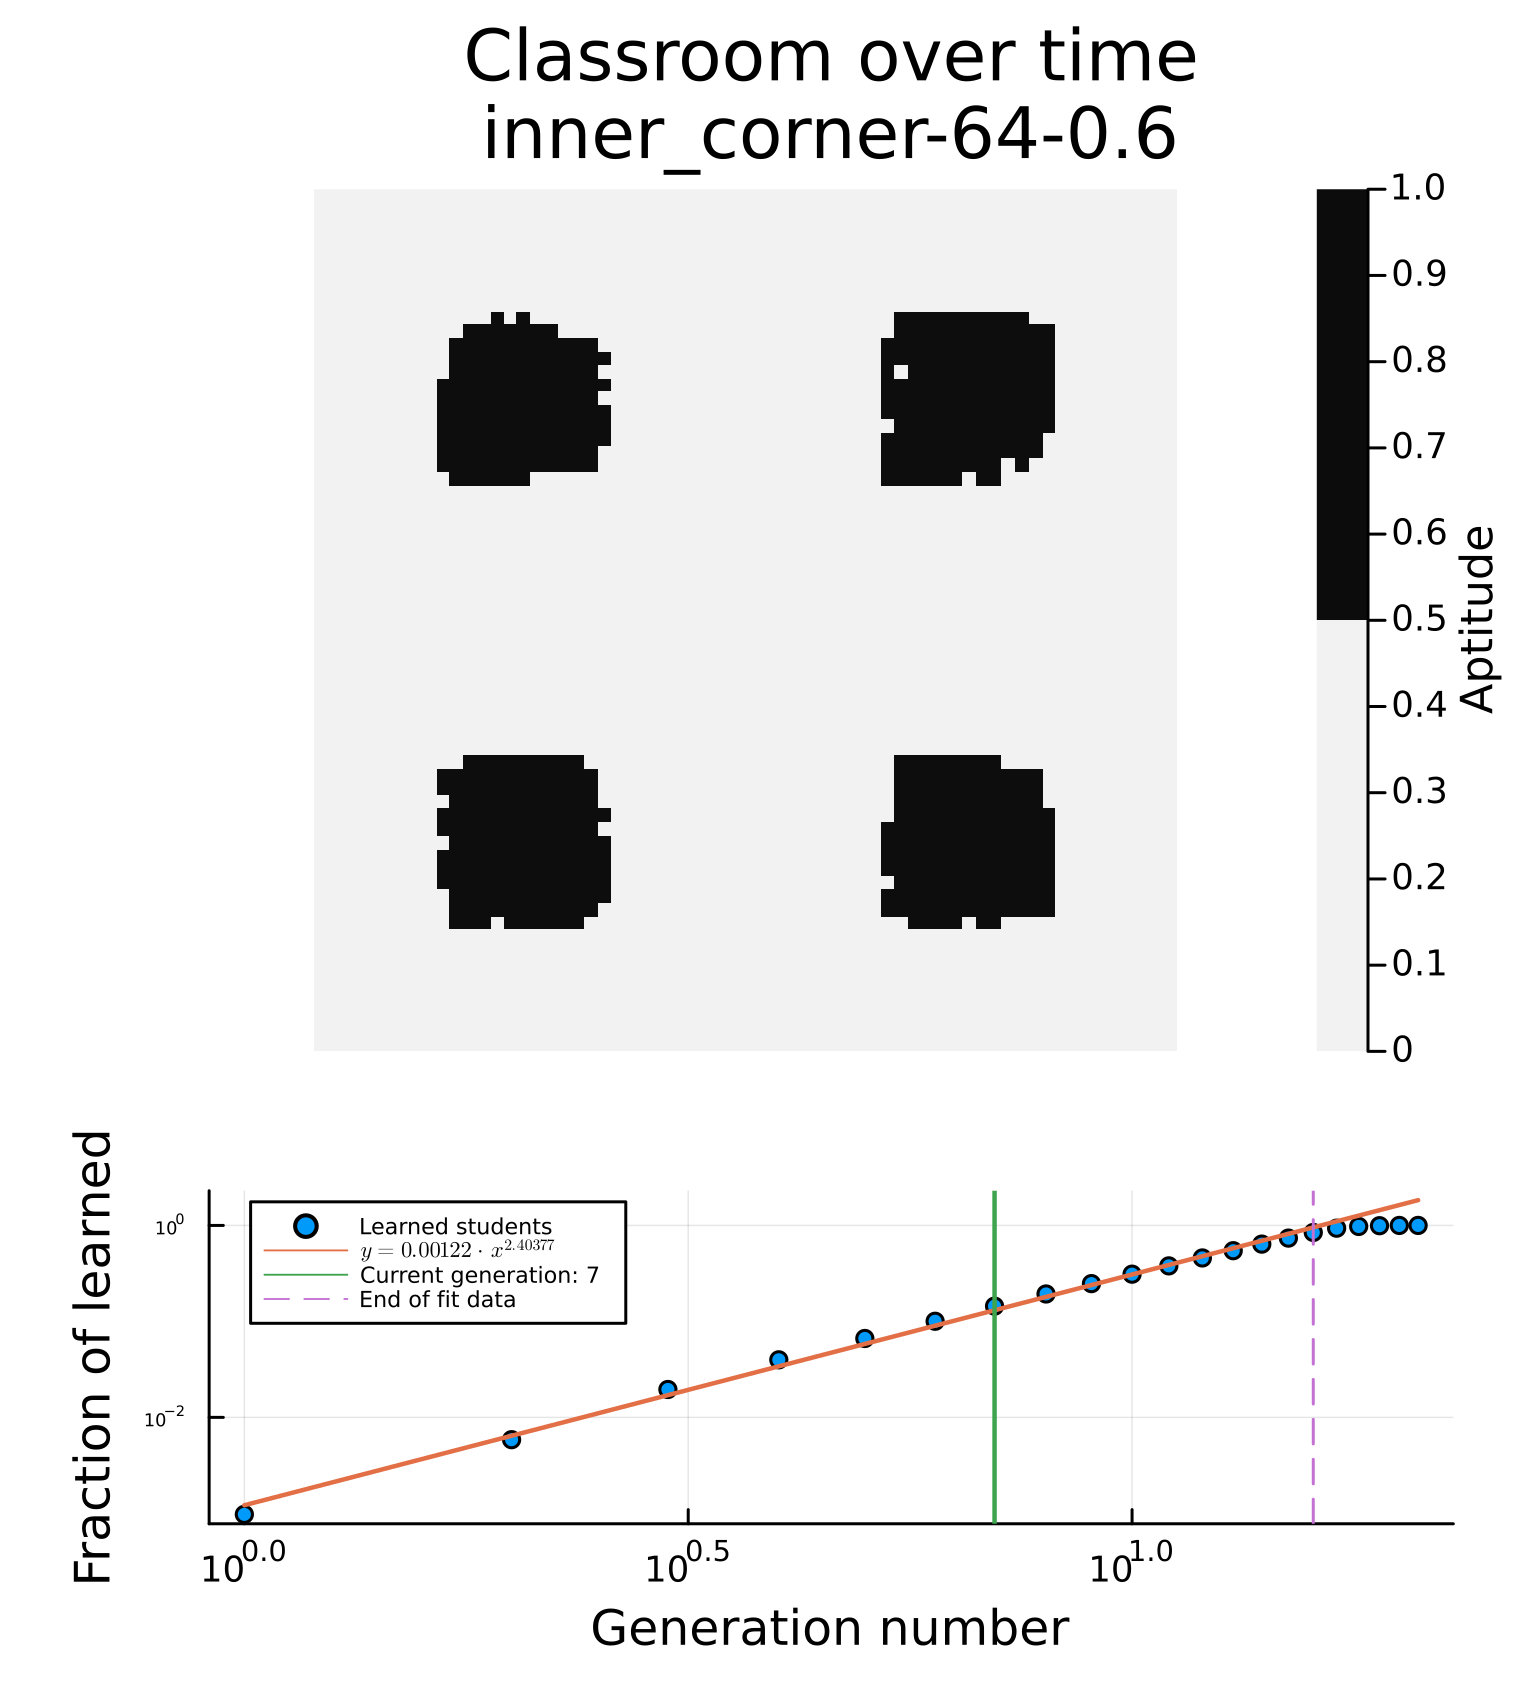 Classroom over time
inner_corner-64-0.6
1.0
0.9
0.8
0.7
0.6
0.5
0.4
0.3
0.2
0.1
0
Aptitude
Fraction of learned
10^0
10^-2
Learned students
y = 0.00122 · x^2.40377
Current generation: 7
End of fit data
10^0.0
10^0.5
10^1.0
Generation number